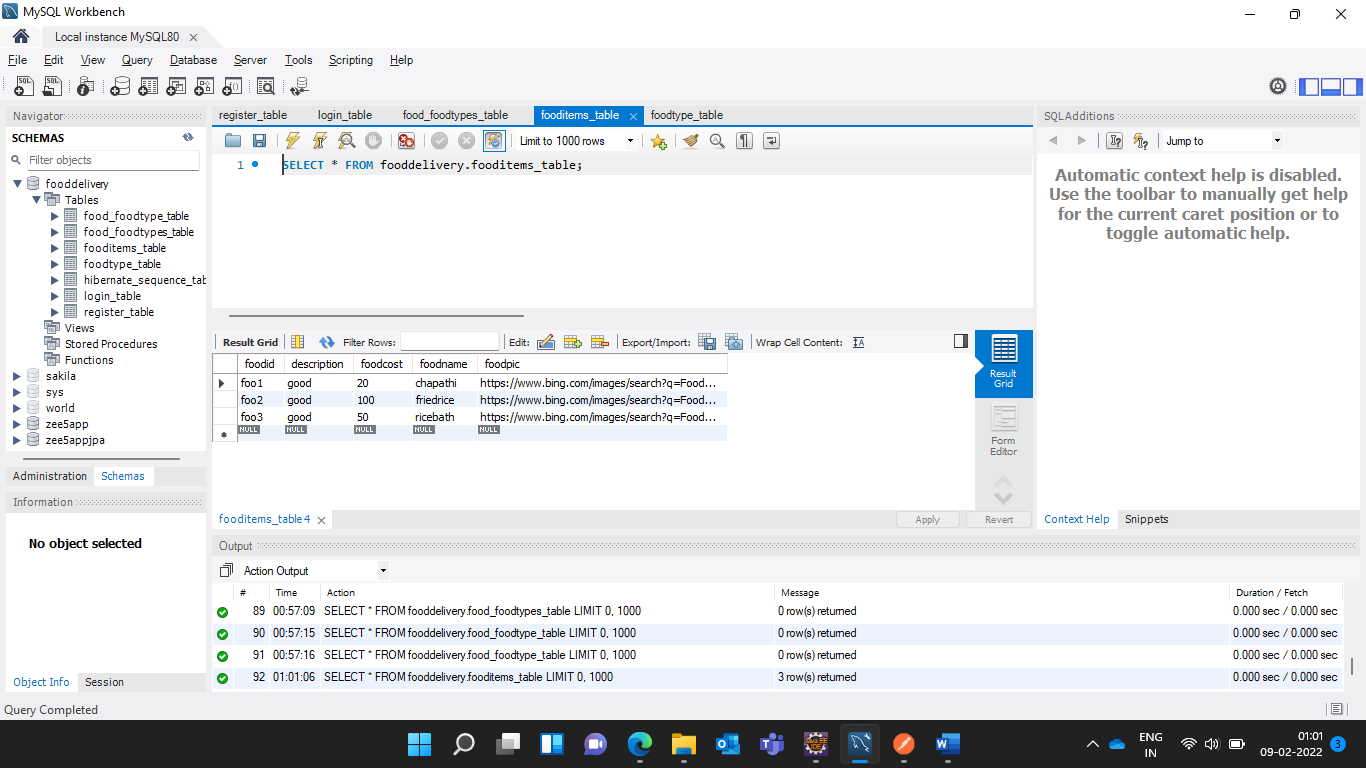 MySQL Workbench
Local instance MySQL80
File Edit View Query Database Server Tools Scripting Help
Navigator
SCHEMAS
Filter objects
fooddelivery
Tables
food_foodtype_table
food_foodtypes_table
fooditems_table
foodtype_table
hibernate_sequence_tab
login_table
register_table
Views
Stored Procedures
Functions
sakila
sys
world
zee5app
zee5appjpa
Administration Schemas
Information
No object selected
Object Info Session
register_table login_table food_foodtypes_table fooditems_table foodtype_table
Limit to 1000 rows
1 SELECT * FROM fooddelivery.fooditems_table;
Result Grid Filter Rows: Edit: Export/Import: Wrap Cell Content:
foodid description foodcost foodname foodpic
foo1 good 20 chapathi https://www.bing.com/images/search?q=Food...
foo2 good 100 friedrice https://www.bing.com/images/search?q=Food...
foo3 good 50 ricebath https://www.bing.com/images/search?q=Food...
NULL NULL NULL NULL NULL
Result
Grid
Form
Editor
fooditems_table 4
Apply Revert
SQLAdditions
Jump to
Automatic context help is disabled.
Use the toolbar to manually get help
for the current caret position or to
toggle automatic help.
Context Help Snippets
Output
Action Output
# Time Action Message Duration / Fetch
89 00:57:09 SELECT * FROM fooddelivery.food_foodtypes_table LIMIT 0, 1000 0 row(s) returned 0.000 sec / 0.000 sec
90 00:57:15 SELECT * FROM fooddelivery.food_foodtype_table LIMIT 0, 1000 0 row(s) returned 0.000 sec / 0.000 sec
91 00:57:16 SELECT * FROM fooddelivery.food_foodtype_table LIMIT 0, 1000 0 row(s) returned 0.000 sec / 0.000 sec
92 01:01:06 SELECT * FROM fooddelivery.fooditems_table LIMIT 0, 1000 3 row(s) returned 0.000 sec / 0.000 sec
Query Completed
ENG
IN
01:01
09-02-2022
3